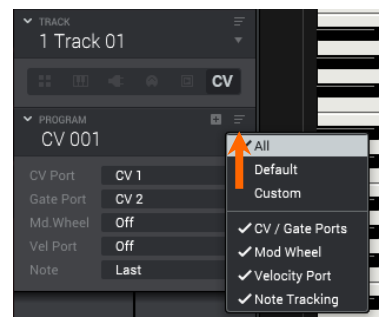 TRACK
1 Track 01
CV
PROGRAM
CV 001
CV Port CV 1
Gate Port CV 2
Md.Wheel Off
Vel Port Off
Note Last
All
Default
Custom
CV / Gate Ports
Mod Wheel
Velocity Port
Note Tracking